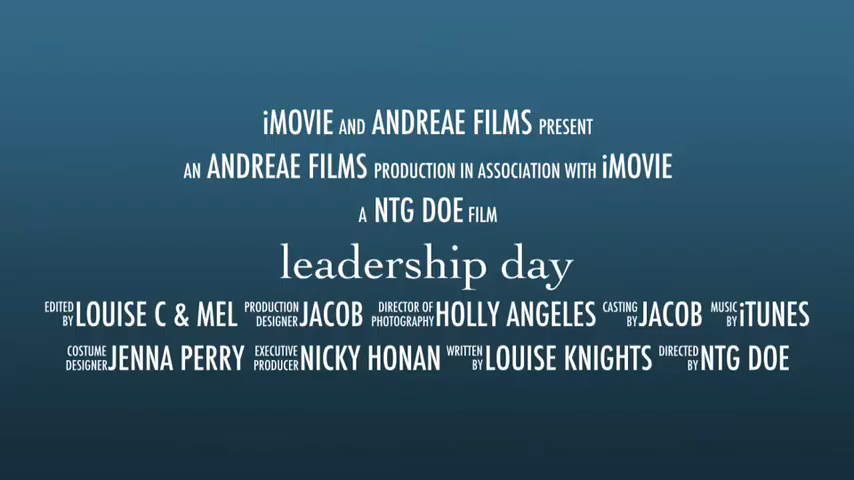 iMOVIE AND ANDREAE FILMS PRESENT
AN ANDREAE FILMS PRODUCTION IN ASSOCIATION WITH iMOVIE
A NTG DOE FILM
leadership day
EDITED BY LOUISE C & MEL PRODUCTION DESIGNER JACOB DIRECTOR OF PHOTOGRAPHY HOLLY ANGELES CASTING BY JACOB MUSIC BY iTUNES
COSTUME DESIGNER JENNA PERRY EXECUTIVE PRODUCER NICKY HONAN WRITTEN BY LOUISE KNIGHTS DIRECTED BY NTG DOE